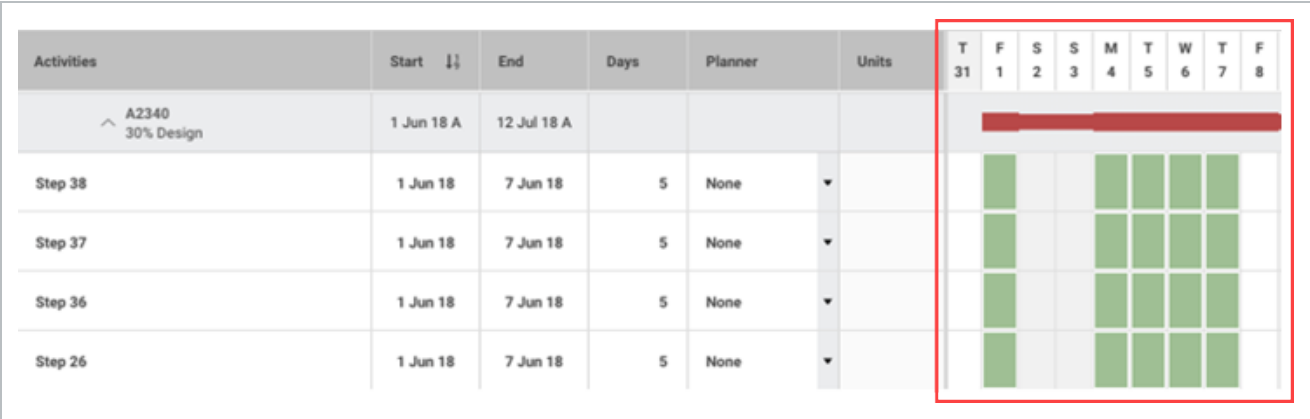 Activities Start End Days Planner Units T F S S M T W T F
31 1 2 3 4 5 6 7 8
A2340
30% Design 1 Jun 18 A 12 Jul 18 A
Step 38 1 Jun 18 7 Jun 18 5 None
Step 37 1 Jun 18 7 Jun 18 5 None
Step 36 1 Jun 18 7 Jun 18 5 None
Step 26 1 Jun 18 7 Jun 18 5 None